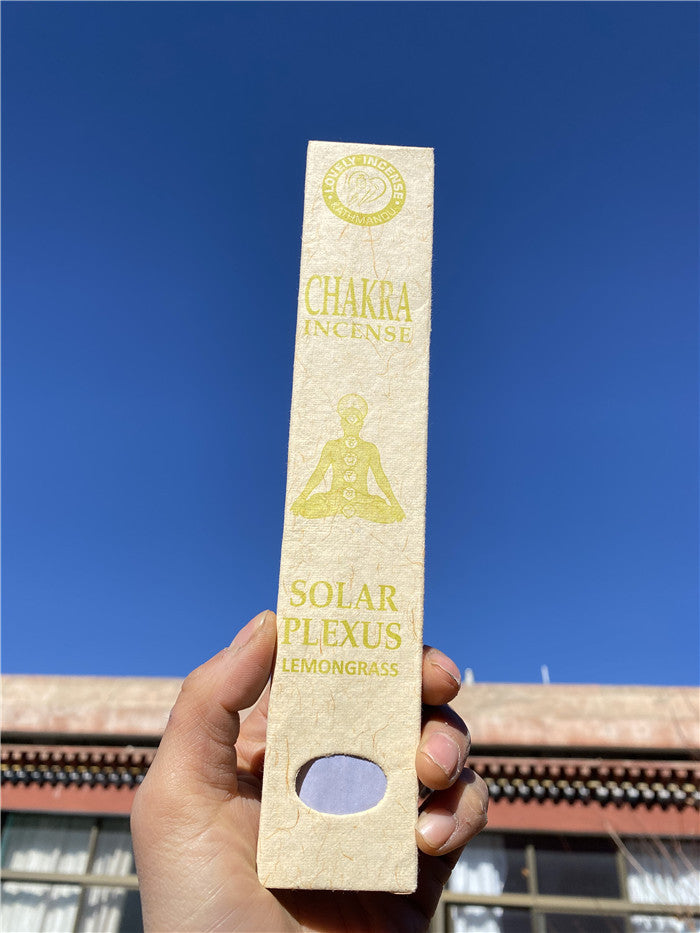 LOVELY INCENSE
KATHMANDU
CHAKRA
INCENSE
SOLAR
PLEXUS
LEMONGRASS